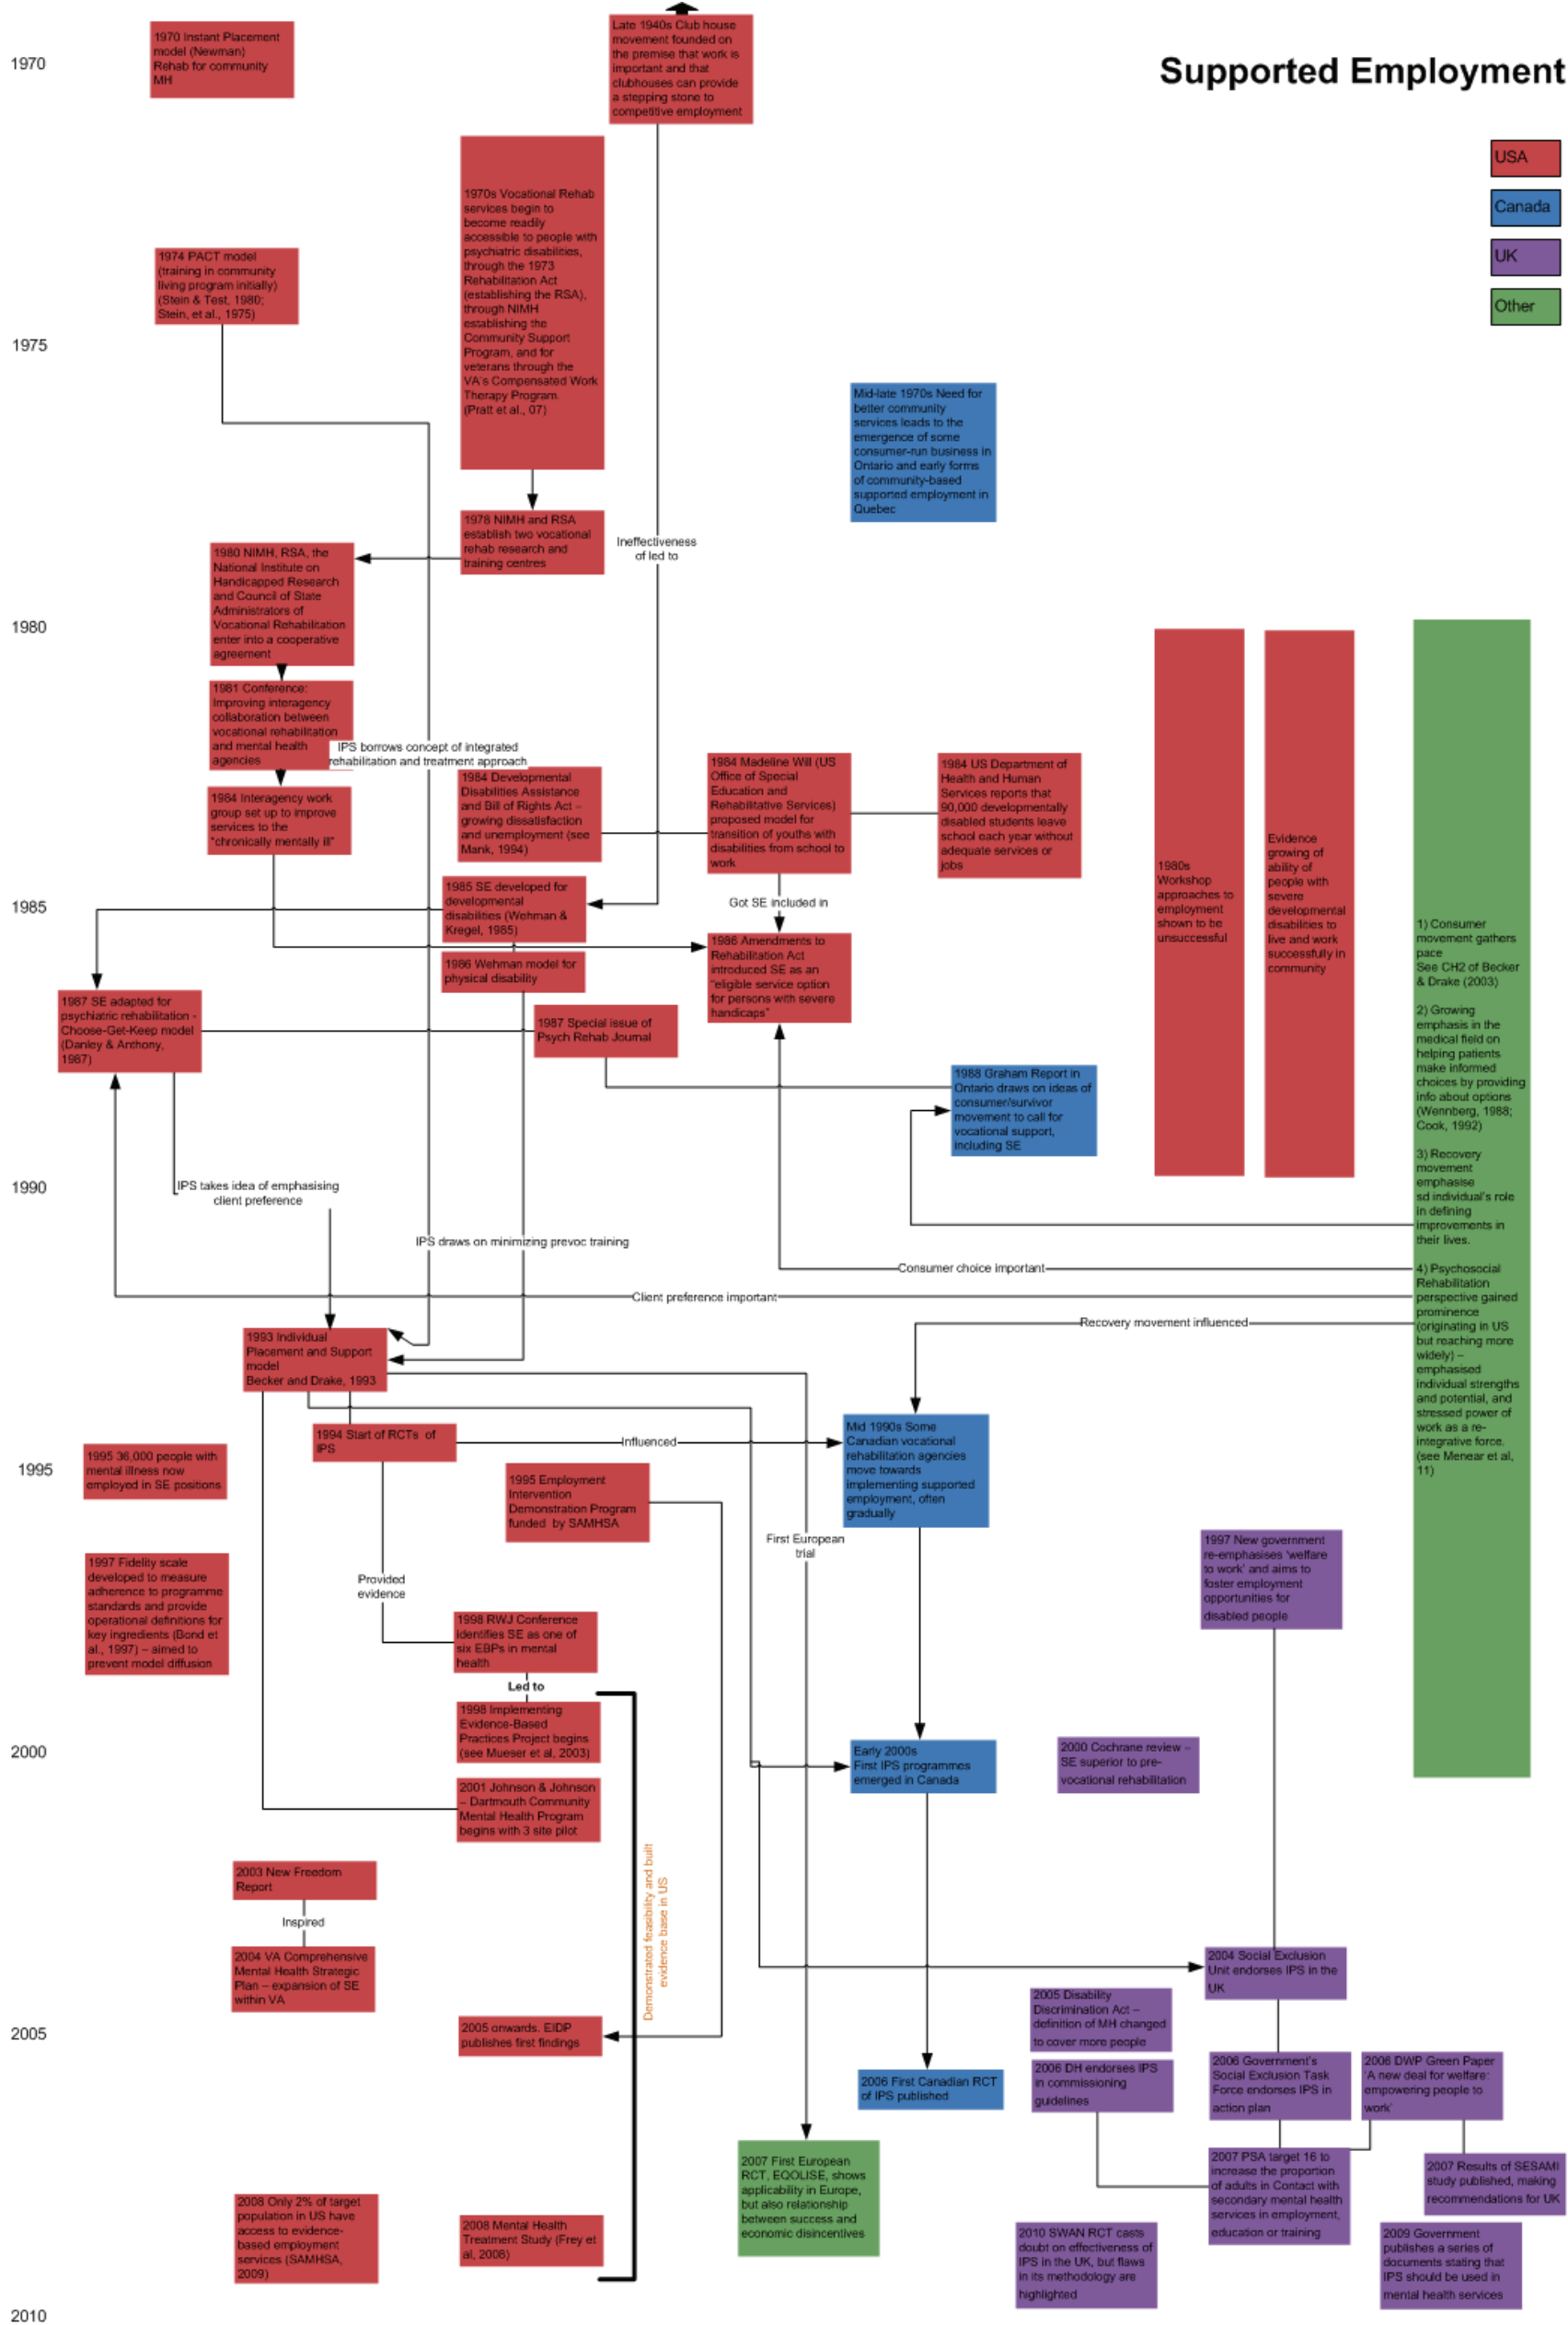 Supported Employment
USA
Canada
UK
Other
1970
1975
1980
1985
1990
1995
2000
2005
2010
1970 Instant Placement
model (Newman)
Rehab for community
MH
Late 1940s Club house
movement founded on
the premise that work is
important and that
clubhouses can provide
a stepping stone to
competitive employment
1970s Vocational Rehab
services begin to
become readily
accessible to people with
psychiatric disabilities,
through the 1973
Rehabilitation Act
(establishing the RSA),
through NIMH
establishing the
Community Support
Program, and for
veterans through the
VA's Compensated Work
Therapy Program.
(Pratt et al., 07)
1974 PACT model
(training in community
living program initially)
(Stein & Test, 1980;
Stein, et al., 1975)
Mid-late 1970s Need for
better community
services leads to the
emergence of some
consumer-run business in
Ontario and early forms
of community-based
supported employment in
Quebec
1978 NIMH and RSA
establish two vocational
rehab research and
training centres
Ineffectiveness
of led to
1980 NIMH, RSA, the
National Institute on
Handicapped Research
and Council of State
Administrators of
Vocational Rehabilitation
enter into a cooperative
agreement
1981 Conference:
Improving interagency
collaboration between
vocational rehabilitation
and mental health
agencies
IPS borrows concept of integrated
rehabilitation and treatment approach
1984 Interagency work
group set up to improve
services to the
"chronically mentally ill"
1984 Developmental
Disabilities Assistance
and Bill of Rights Act –
growing dissatisfaction
and unemployment (see
Mank, 1994)
1984 Madeline Will (US
Office of Special
Education and
Rehabilitative Services)
proposed model for
transition of youths with
disabilities from school to
work
1984 US Department of
Health and Human
Services reports that
90,000 developmentally
disabled students leave
school each year without
adequate services or
jobs
1980s
Workshop
approaches to
employment
shown to be
unsuccessful
Evidence
growing of
ability of
people with
severe
developmental
disabilities to
live and work
successfully in
community
1) Consumer
movement gathers
pace
See CH2 of Becker
& Drake (2003)
2) Growing
emphasis in the
medical field on
helping patients
make informed
choices by providing
info about options
(Wennberg, 1988;
Cook, 1992)
3) Recovery
movement
emphasise
sd individual's role
in defining
improvements in
their lives.
4) Psychosocial
Rehabilitation
perspective gained
prominence
(originating in US
but reaching more
widely) –
emphasised
individual strengths
and potential, and
stressed power of
work as a re-
integrative force.
(see Menear et al,
11)
1985 SE developed for
developmental
disabilities (Wehman &
Kregel, 1985)
Got SE included in
1986 Amendments to
Rehabilitation Act
introduced SE as an
"eligible service option
for persons with severe
handicaps"
1986 Wehman model for
physical disability
1987 SE adapted for
psychiatric rehabilitation -
Choose-Get-Keep model
(Danley & Anthony,
1987)
1987 Special issue of
Psych Rehab Journal
1988 Graham Report in
Ontario draws on ideas of
consumer/survivor
movement to call for
vocational support,
including SE
IPS takes idea of emphasising
client preference
IPS draws on minimizing prevoc training
Consumer choice important
Client preference important
Recovery movement influenced
1993 Individual
Placement and Support
model
Becker and Drake, 1993
1994 Start of RCTs of
IPS
Influenced
Mid 1990s Some
Canadian vocational
rehabilitation agencies
move towards
implementing supported
employment, often
gradually
1995 36,000 people with
mental illness now
employed in SE positions
1995 Employment
Intervention
Demonstration Program
funded by SAMHSA
First European
trial
1997 New government
re-emphasises 'welfare
to work' and aims to
foster employment
opportunities for
disabled people
1997 Fidelity scale
developed to measure
adherence to programme
standards and provide
operational definitions for
key ingredients (Bond et
al., 1997) – aimed to
prevent model diffusion
Provided
evidence
1998 RWJ Conference
identifies SE as one of
six EBPs in mental
health
Led to
1998 Implementing
Evidence-Based
Practices Project begins
(see Mueser et al, 2003)
2001 Johnson & Johnson
– Dartmouth Community
Mental Health Program
begins with 3 site pilot
Early 2000s
First IPS programmes
emerged in Canada
2000 Cochrane review –
SE superior to pre-
vocational rehabilitation
Demonstrated feasibility and built
evidence base in US
2003 New Freedom
Report
Inspired
2004 VA Comprehensive
Mental Health Strategic
Plan – expansion of SE
within VA
2004 Social Exclusion
Unit endorses IPS in the
UK
2005 Disability
Discrimination Act –
definition of MH changed
to cover more people
2005 onwards. EIDP
publishes first findings
2006 First Canadian RCT
of IPS published
2006 DH endorses IPS
in commissioning
guidelines
2006 Government's
Social Exclusion Task
Force endorses IPS in
action plan
2006 DWP Green Paper
'A new deal for welfare:
empowering people to
work'
2007 First European
RCT, EQOLISE, shows
applicability in Europe,
but also relationship
between success and
economic disincentives
2007 PSA target 16 to
increase the proportion
of adults in Contact with
secondary mental health
services in employment,
education or training
2007 Results of SESAMI
study published, making
recommendations for UK
2008 Only 2% of target
population in US have
access to evidence-
based employment
services (SAMHSA,
2009)
2008 Mental Health
Treatment Study (Frey et
al, 2008)
2010 SWAN RCT casts
doubt on effectiveness of
IPS in the UK, but flaws
in its methodology are
highlighted
2009 Government
publishes a series of
documents stating that
IPS should be used in
mental health services